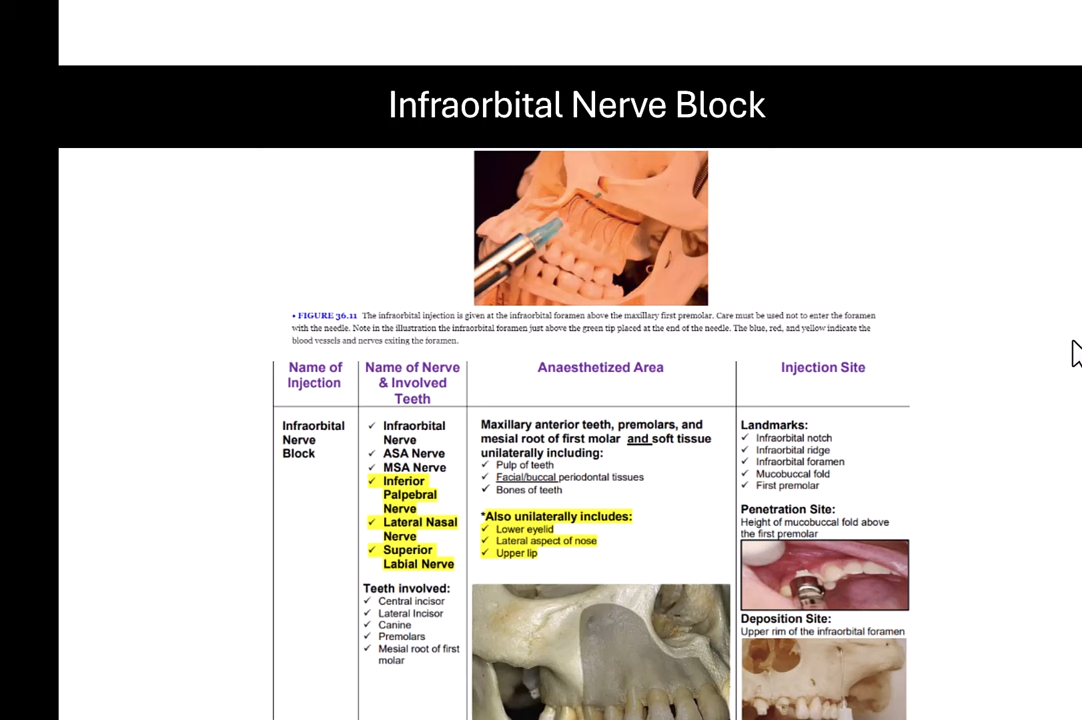 Infraorbital Nerve Block
• FIGURE 36.11 The infraorbital injection is given at the infraorbital foramen above the maxillary first premolar. Care must be used not to enter the foramen
with the needle. Note in the illustration the infraorbital foramen just above the green tip placed at the end of the needle. The blue, red, and yellow indicate the
blood vessels and nerves exiting the foramen.
Name of
Injection
Name of Nerve
& Involved
Teeth
Anaesthetized Area
Injection Site
Infraorbital
Nerve
Block
✓ Infraorbital
Nerve
✓ ASA Nerve
✓ MSA Nerve
✓ Inferior
Palpebral
Nerve
✓ Lateral Nasal
Nerve
✓ Superior
Labial Nerve
Teeth involved:
✓ Central incisor
✓ Lateral Incisor
✓ Canine
✓ Premolars
✓ Mesial root of first
molar
Maxillary anterior teeth, premolars, and
mesial root of first molar and soft tissue
unilaterally including:
✓ Pulp of teeth
✓ Facial/buccal periodontal tissues
✓ Bones of teeth
*Also unilaterally includes:
✓ Lower eyelid
✓ Lateral aspect of nose
✓ Upper lip
Landmarks:
✓ Infraorbital notch
✓ Infraorbital ridge
✓ Infraorbital foramen
✓ Mucobuccal fold
✓ First premolar
Penetration Site:
Height of mucobuccal fold above
the first premolar
Deposition Site:
Upper rim of the infraorbital foramen